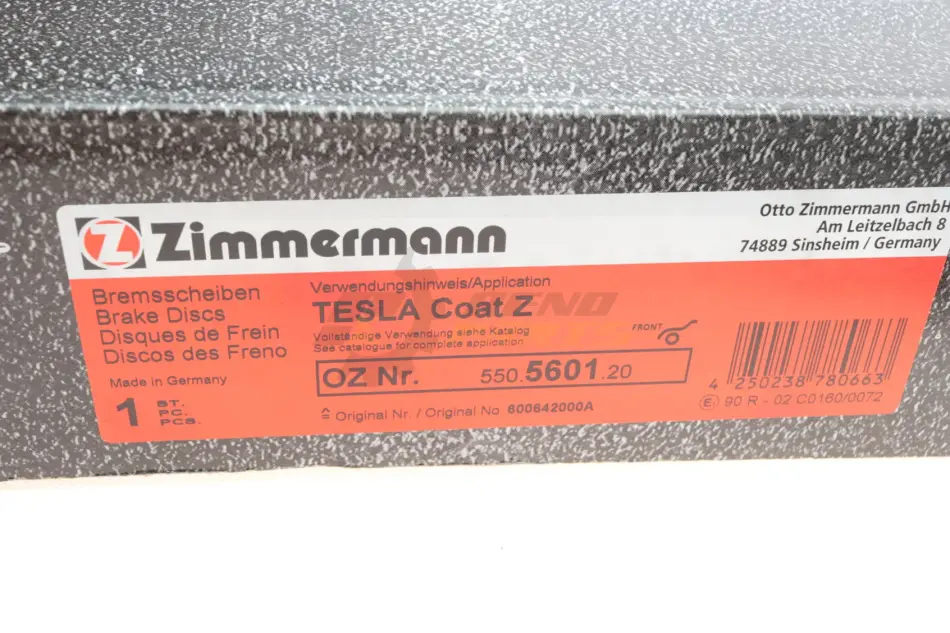 Z Zimmermann
Otto Zimmermann GmbH
Am Leitzelbach 8
74889 Sinsheim / Germany
Bremsscheiben
Brake Discs
Disques de Frein
Discos des Freno
Made in Germany
1 ST.
PC.
PCS.
Verwendungshinweis/Application
TESLA Coat Z
Vollständige Verwendung siehe Katalog
See catalogue for complete application
FRONT
OZ Nr. 550.5601.20
≙ Original Nr. / Original No 600642000A
4 250238 780663
E1 90 R - 02 C0160/0072